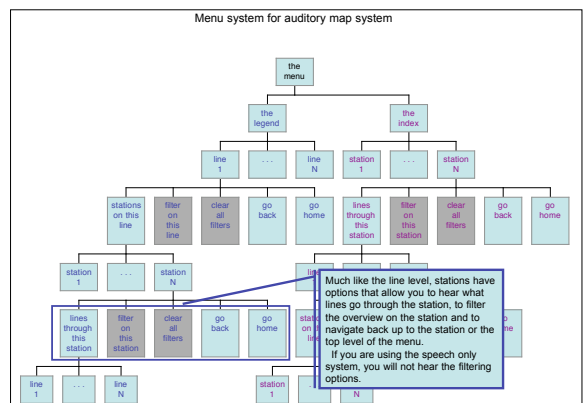 Menu system for auditory map system
the
menu
the
legend
the
index
line
1
. . .
line
N
station
1
. . .
station
N
stations
on this
line
filter
on
this
line
clear
all
filters
go
back
go
home
lines
through
this
station
filter
on
this
station
clear
all
filters
go
back
go
home
station
1
. . .
station
N
Much like the line level, stations have
options that allow you to hear what
lines go through the station, to filter
the overview on the station and to
navigate back up to the station or the
top level of the menu.
If you are using the speech only
system, you will not hear the filtering
options.
lines
through
this
station
filter
on
this
station
clear
all
filters
go
back
go
home
line
1
. . .
line
N
station
1
N